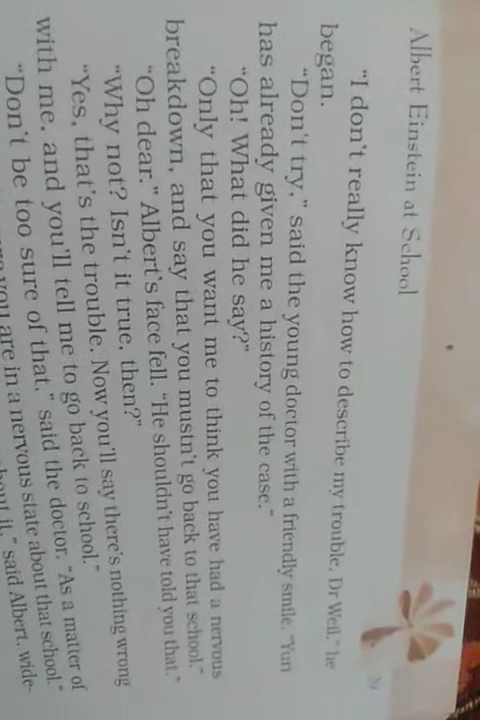 Albert Einstein at School
29
"I don't really know how to describe my trouble, Dr Weil," he
began.
"Don't try," said the young doctor with a friendly smile. "Yuri
has already given me a history of the case."
"Oh! What did he say?"
"Only that you want me to think you have had a nervous
breakdown, and say that you mustn't go back to that school."
"Oh dear." Albert's face fell. "He shouldn't have told you that."
"Why not? Isn't it true, then?"
"Yes, that's the trouble. Now you'll say there's nothing wrong
with me, and you'll tell me to go back to school."
"Don't be too sure of that," said the doctor. "As a matter of
you are in a nervous state about that school."
about it," said Albert, wide-